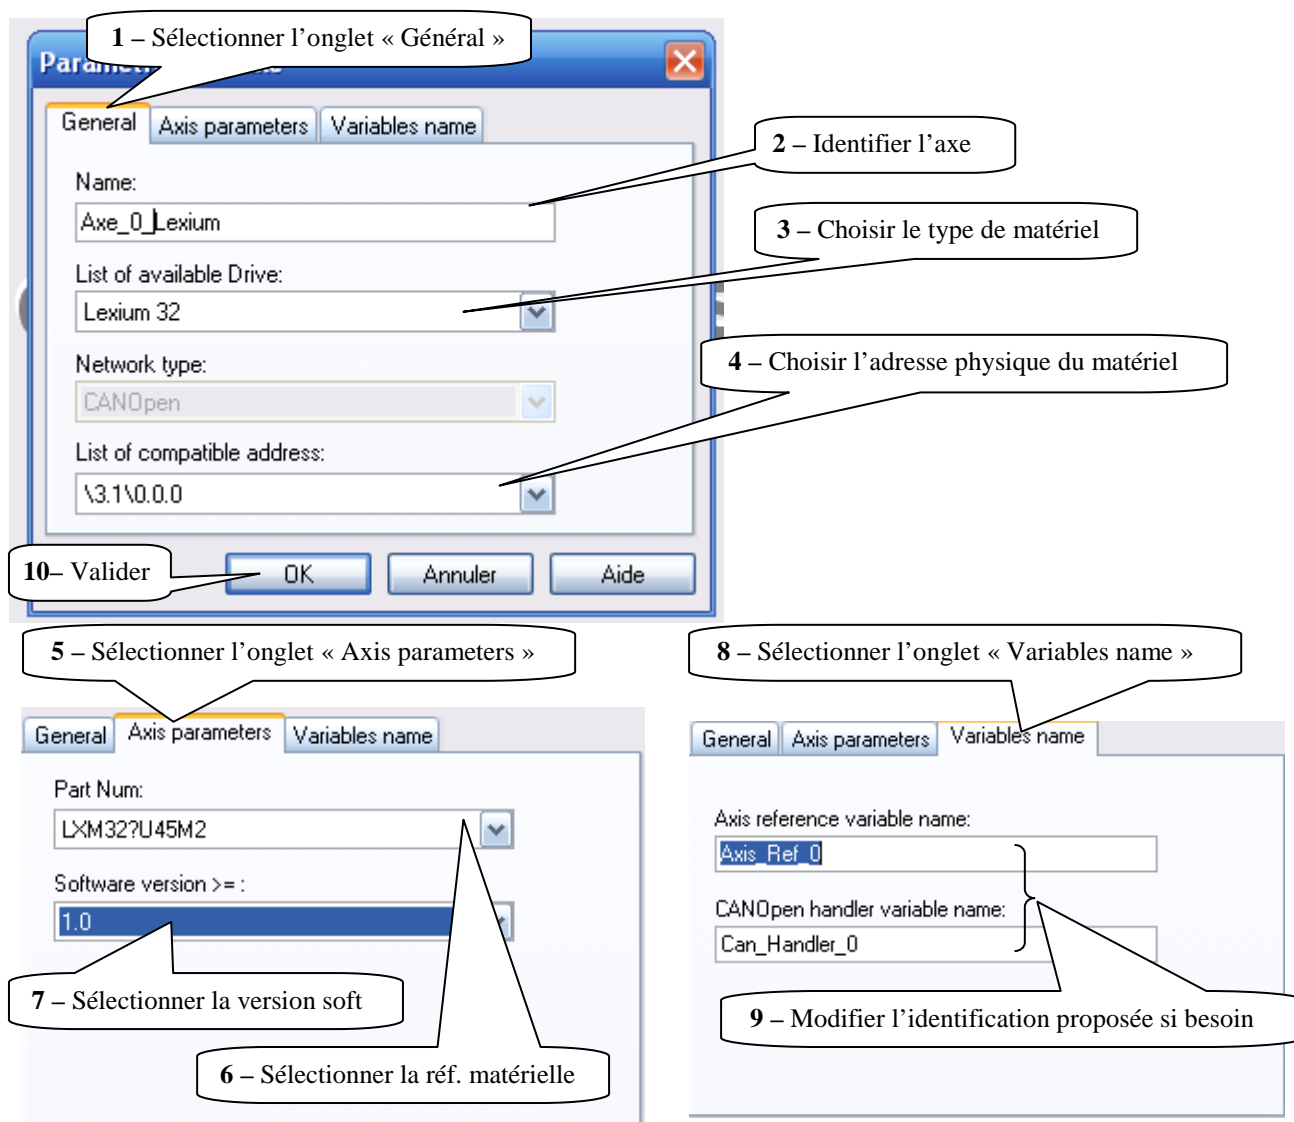 1 – Sélectionner l’onglet « Général »
General Axis parameters Variables name
2 – Identifier l’axe
Name:
Axe_0_Lexium
3 – Choisir le type de matériel
List of available Drive:
Lexium 32
4 – Choisir l’adresse physique du matériel
Network type:
CANOpen
List of compatible address:
\3.1\0.0.0
10– Valider
OK Annuler Aide
5 – Sélectionner l’onglet « Axis parameters »
8 – Sélectionner l’onglet « Variables name »
General Axis parameters Variables name
Part Num:
LXM32?U45M2
Software version >= :
1.0
7 – Sélectionner la version soft
6 – Sélectionner la réf. matérielle
General Axis parameters Variables name
Axis reference variable name:
Axis_Ref_0
CANOpen handler variable name:
Can_Handler_0
9 – Modifier l’identification proposée si besoin